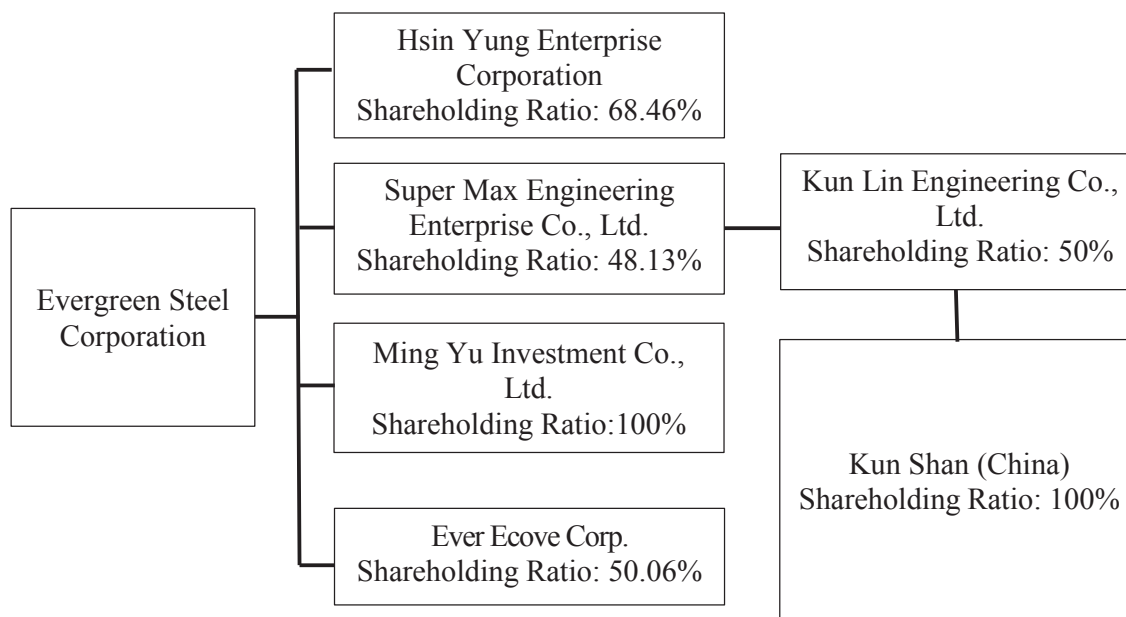 Evergreen Steel
Corporation
Hsin Yung Enterprise
Corporation
Shareholding Ratio: 68.46%
Super Max Engineering
Enterprise Co., Ltd.
Shareholding Ratio: 48.13%
Ming Yu Investment Co.,
Ltd.
Shareholding Ratio:100%
Ever Ecove Corp.
Shareholding Ratio: 50.06%
Kun Lin Engineering Co.,
Ltd.
Shareholding Ratio: 50%
Kun Shan (China)
Shareholding Ratio: 100%